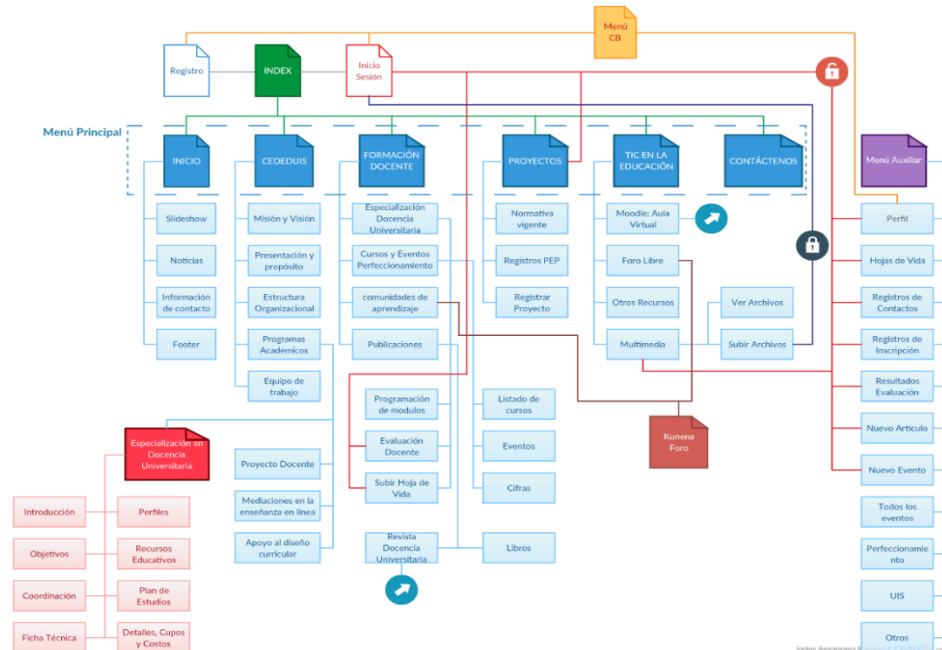 Menú
CB
Registro
INDEX
Inicio
Sesión
Menú Principal
INICIO
CEDEDUIS
FORMACIÓN
DOCENTE
PROYECTOS
TIC EN LA
EDUCACIÓN
CONTÁCTENOS
Menú Auxiliar
Slideshow
Noticias
Información
de contacto
Footer
Misión y Visión
Presentación y
propósito
Estructura
Organizacional
Programas
Académicos
Equipo de
trabajo
Especialización
Docencia
Universitaria
Cursos y Eventos
Perfeccionamiento
comunidades de
aprendizaje
Publicaciones
Normativa
vigente
Registros PEP
Registrar
Proyecto
Moodle: Aula
Virtual
Foro Libre
Otros Recursos
Multimedia
Ver Archivos
Subir Archivos
Perfil
Hojas de Vida
Registros de
Contactos
Registros de
Inscripción
Resultados
Evaluación
Nuevo Artículo
Nuevo Evento
Todos los
eventos
Perfeccionamie
nto
UIS
Otros
Programación
de modulos
Evaluación
Docente
Subir Hoja de
Vida
Revista
Docencia
Universitaria
Listado de
cursos
Eventos
Cifras
Libros
Kunena
Foro
Especialización en
Docencia
Universitaria
Proyecto Docente
Mediaciones en la
enseñanza en línea
Apoyo al diseño
curricular
Introducción
Perfiles
Objetivos
Recursos
Educativos
Coordinación
Plan de
Estudios
Ficha Técnica
Detalles, Cupos
y Costos